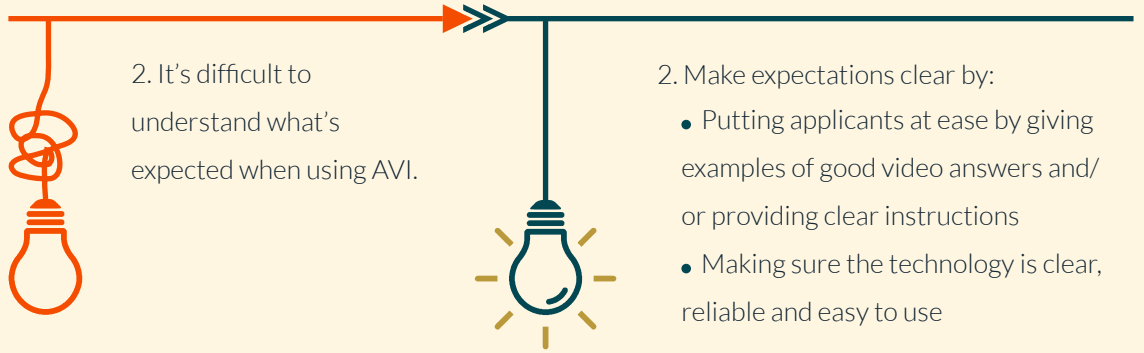 2. It’s difficult to
understand what’s
expected when using AVI.
2. Make expectations clear by:
• Putting applicants at ease by giving
examples of good video answers and/
or providing clear instructions
• Making sure the technology is clear,
reliable and easy to use